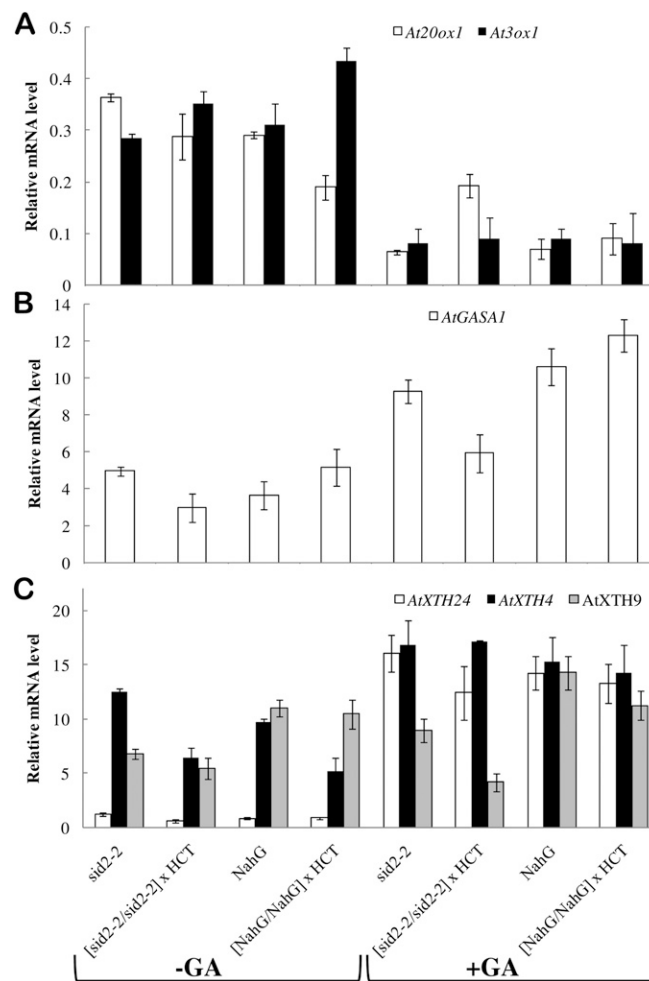 A
At20ox1 At3ox1
Relative mRNA level
0.5
0.4
0.3
0.2
0.1
0
B
AtGASA1
Relative mRNA level
14
12
10
8
6
4
2
0
C
AtXTH24 AtXTH4 AtXTH9
Relative mRNA level
20
15
10
5
0
sid2-2
[sid2-2/sid2-2] x HCT
NahG
[NahG/NahG] x HCT
sid2-2
[sid2-2/sid2-2] x HCT
NahG
[NahG/NahG] x HCT
-GA
+GA